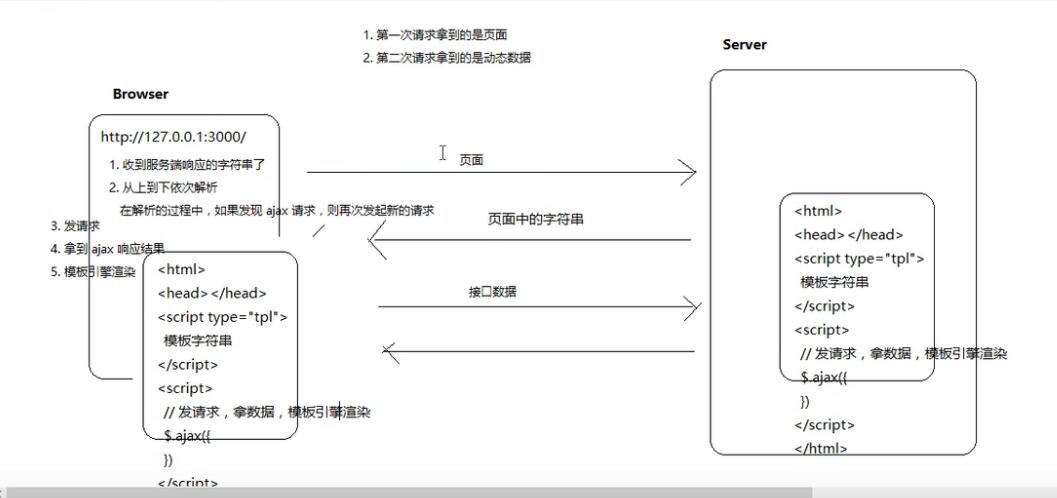 1. 第一次请求拿到的是页面
2. 第二次请求拿到的是动态数据
Browser
http://127.0.0.1:3000/
1. 收到服务端响应的字符串了
2. 从上到下依次解析
在解析的过程中，如果发现 ajax 请求，则再次发起新的请求
3. 发请求
4. 拿到 ajax 响应结果
5. 模板引擎渲染
<html>
<head></head>
<script type="tpl">
模板字符串
</script>
<script>
// 发请求，拿数据，模板引擎渲染
$.ajax({
})
</script>
页面
页面中的字符串
接口数据
Server
<html>
<head></head>
<script type="tpl">
模板字符串
</script>
<script>
// 发请求，拿数据，模板引擎渲染
$.ajax({
})
</script>
</html>